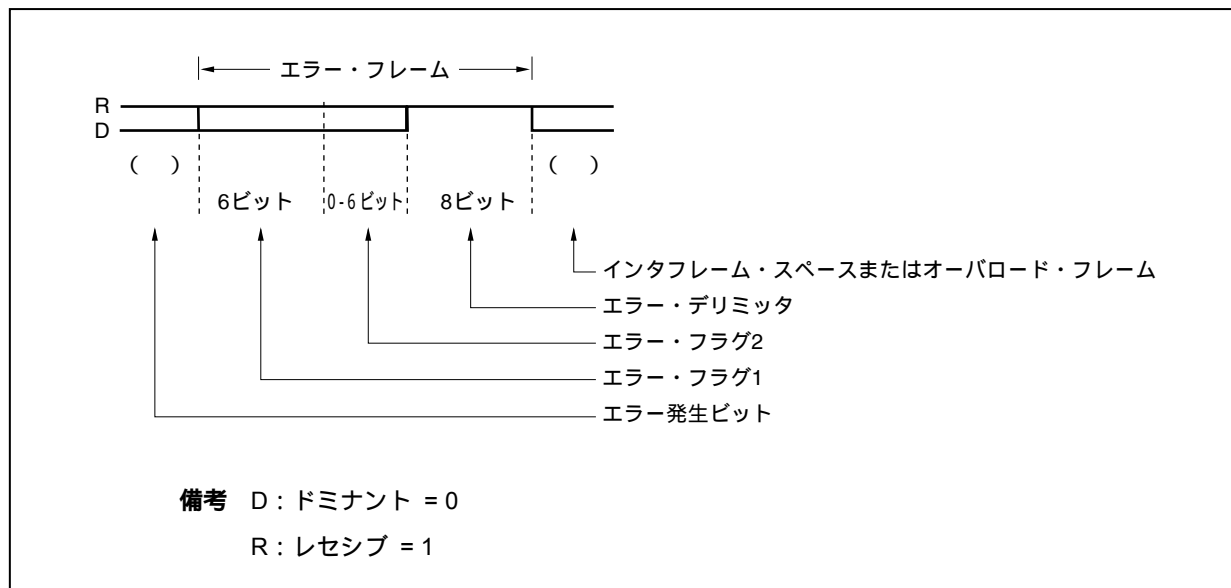 エラー・フレーム
R
D
( )
( )
6ビット
0-6ビット
8ビット
インタフレーム・スペースまたはオーバロード・フレーム
エラー・デリミッタ
エラー・フラグ2
エラー・フラグ1
エラー発生ビット
備考 D:ドミナント = 0
R:レセシブ = 1